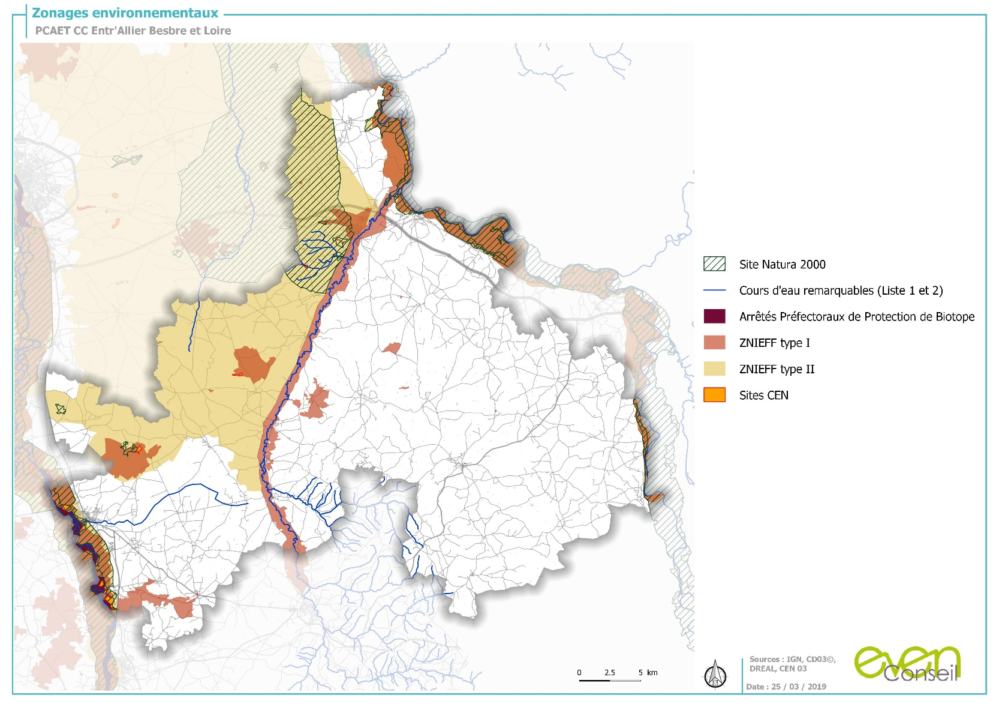 Zonages environnementaux
PCAET CC Entr'Allier Besbre et Loire
Site Natura 2000
Cours d'eau remarquables (Liste 1 et 2)
Arrêtés Préfectoraux de Protection de Biotope
ZNIEFF type I
ZNIEFF type II
Sites CEN
0 2.5 5 km
N
Sources : IGN, CD03©,
DREAL, CEN 03
Date : 25 / 03 / 2019
even
Conseil